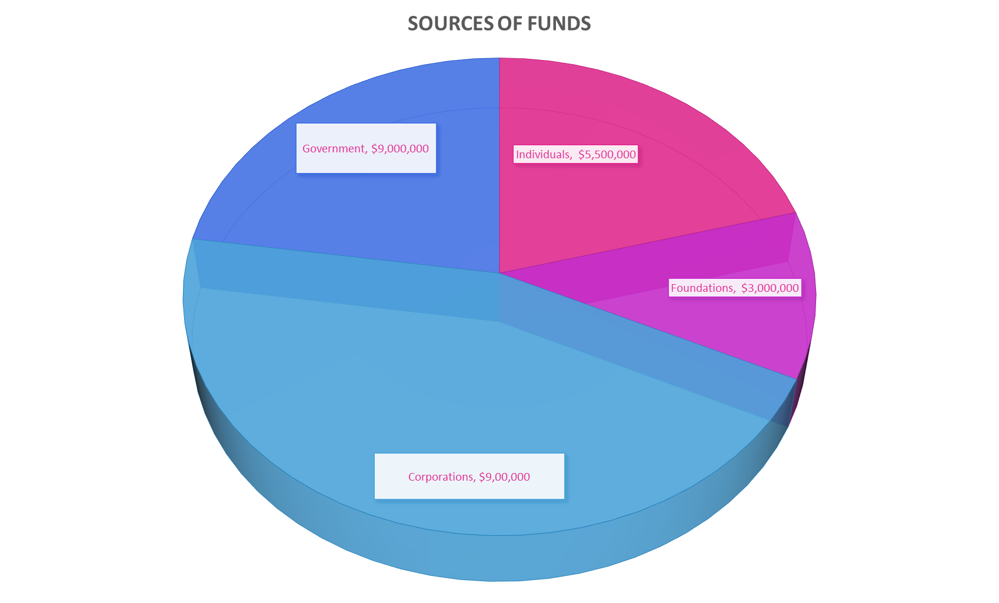 SOURCES OF FUNDS
Government, $9,000,000
Individuals, $5,500,000
Foundations, $3,000,000
Corporations, $9,00,000